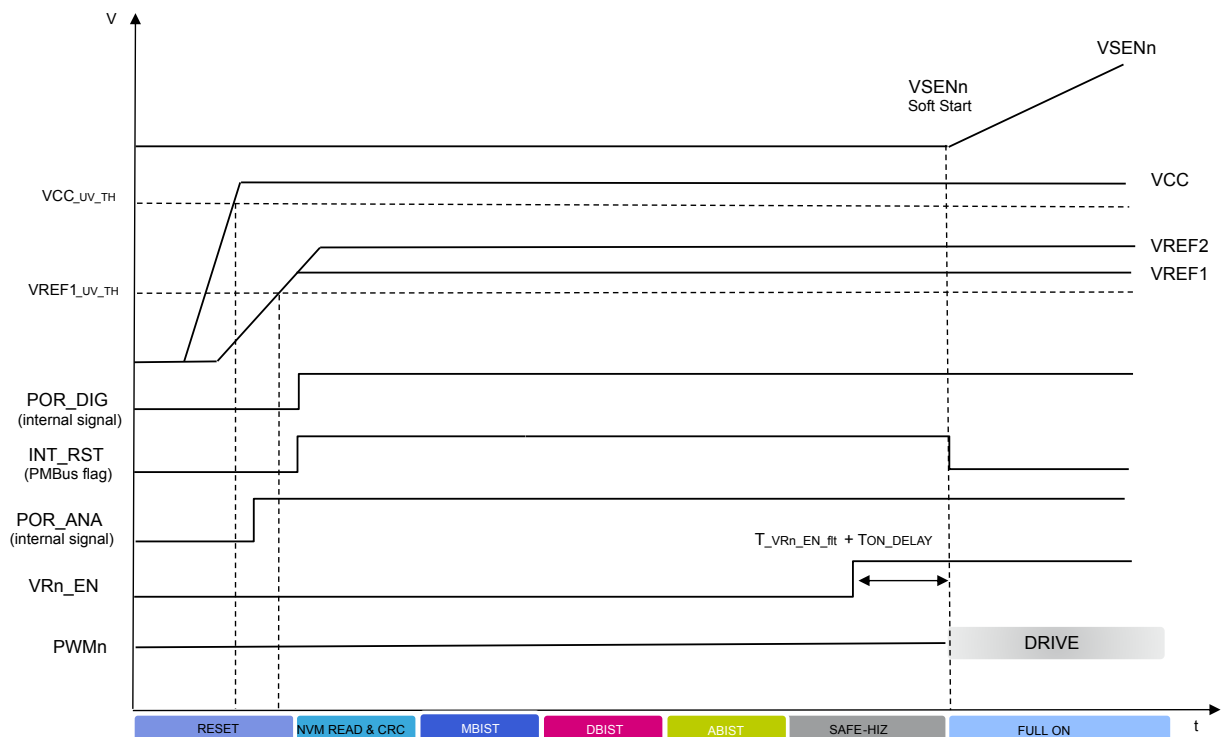 V
VSENn
VSENn
Soft Start
VCC
VCC_UV_TH
VREF2
VREF1
VREF1_UV_TH
POR_DIG
(internal signal)
INT_RST
(PMBus flag)
POR_ANA
(internal signal)
T_VRn_EN_flt + TON_DELAY
VRn_EN
PWMn
DRIVE
RESET
NVM READ & CRC
MBIST
DBIST
ABIST
SAFE-HIZ
FULL ON
t